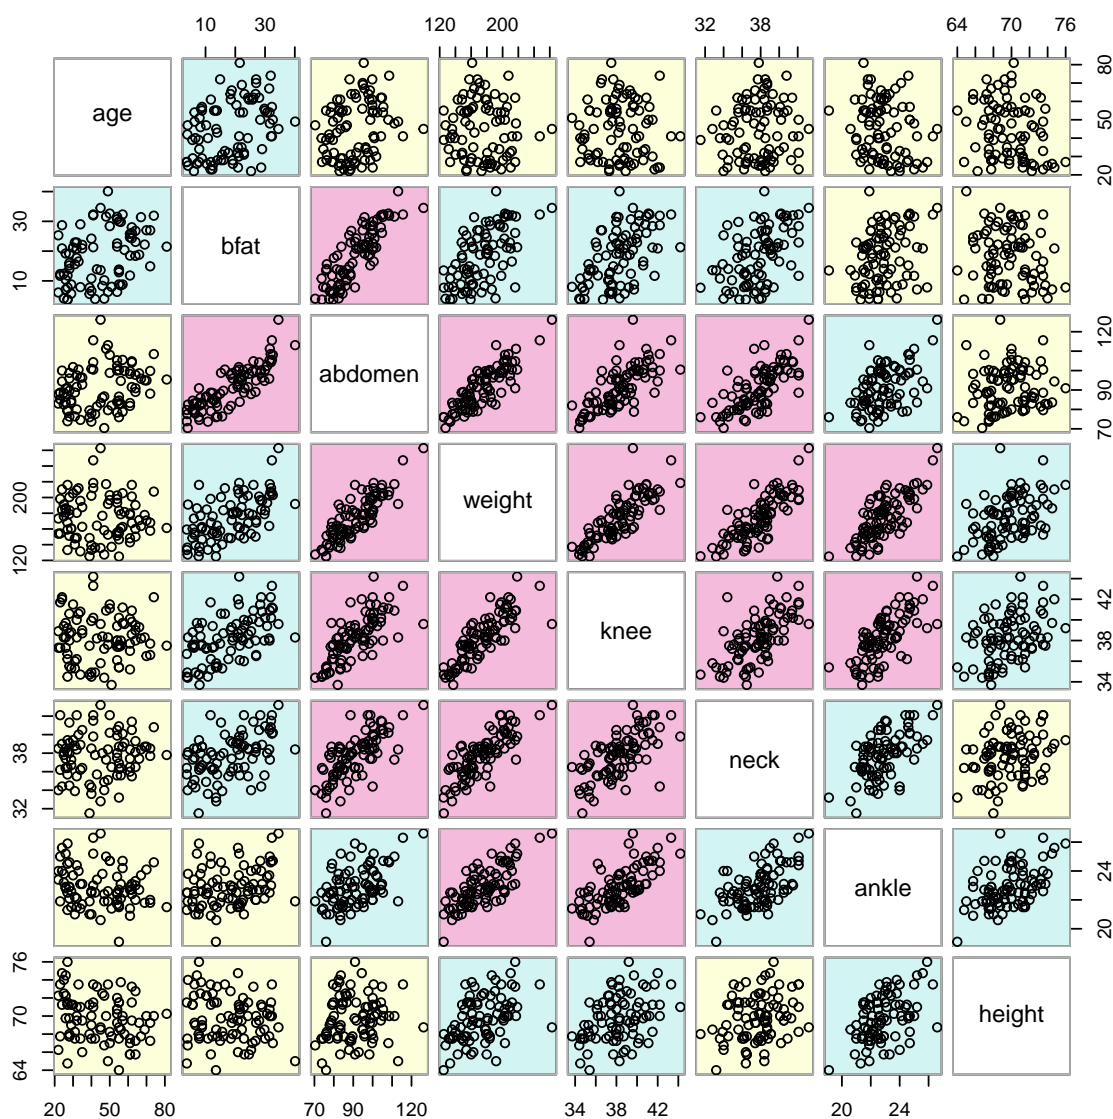 10 30 120 200 32 38 64 70 76
age 20 50 80
10 30 bfat
abdomen 70 90 120
120 200 weight
knee 34 38 42
32 38 neck
ankle 20 24
64 70 76 height
20 50 80 70 90 120 34 38 42 20 24